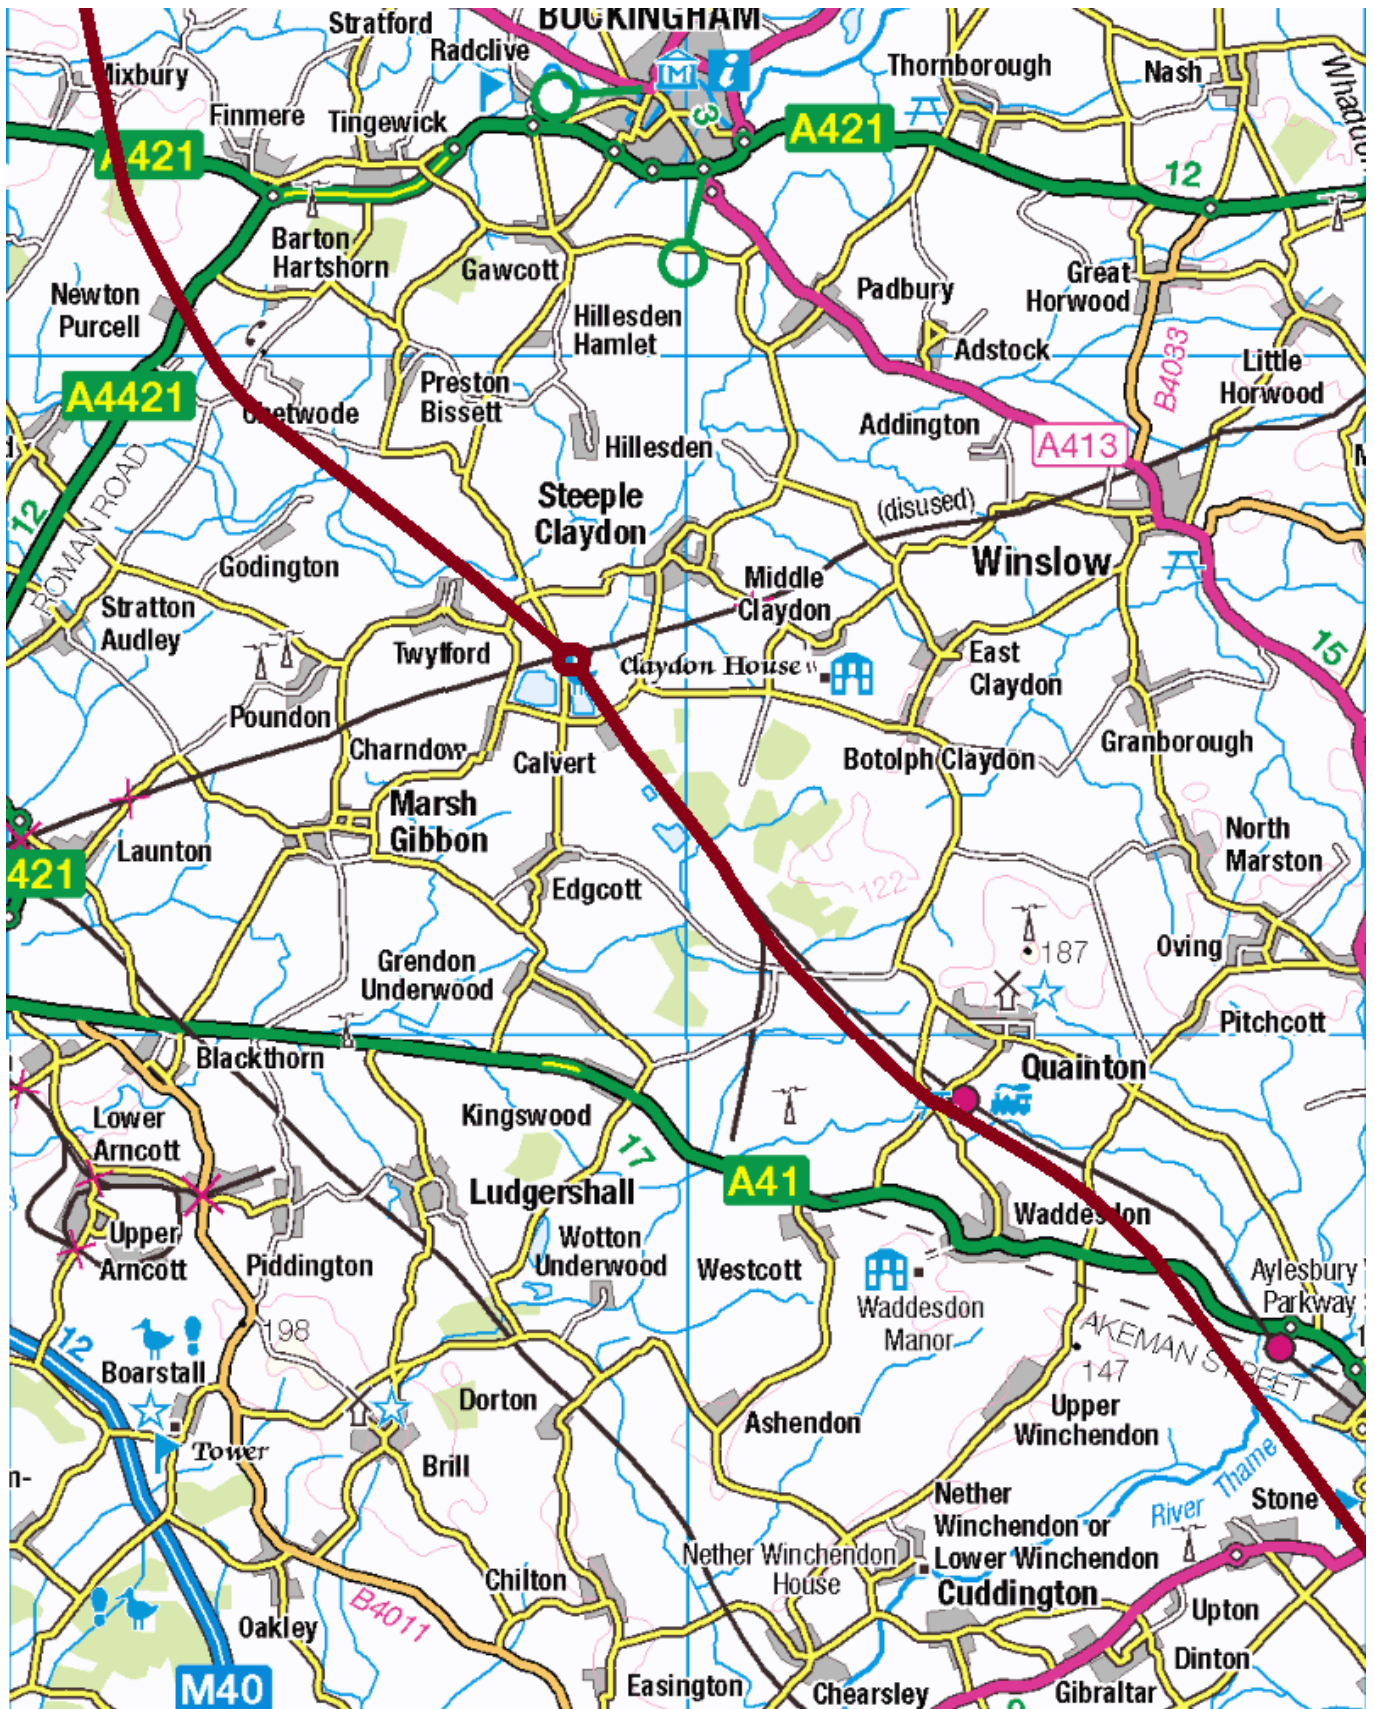 BUCKINGHAM
Stratford
Radclive
Mixbury
Thornborough
Nash
Finmere
Tingewick
3
A421
A421
12
Barton
Hartshorn
Gawcott
Newton
Purcell
Hillesden
Hamlet
Padbury
Great
Horwood
Adstock
B4033
Little
Horwood
A4421
Preston
Bissett
Chetwode
Hillesden
Addington
A413
ROMAN ROAD
12
Steeple
Claydon
(disused)
Winslow
Godington
Stratton
Audley
Middle
Claydon
Twyfford
Claydon House
East
Claydon
15
Poundon
Charndon
Calvert
Botolph Claydon
Granborough
Marsh
Gibbon
Launton
421
Edgcott
122
North
Marston
187
Oving
Grendon
Underwood
Pitchcott
Blackthorn
Quainton
Kingswood
Lower
Arncott
17
A41
Ludgershall
Waddesdon
Upper
Arncott
Piddington
Wotton
Underwood
Westcott
Aylesbury
Parkway
Waddesdon
Manor
AKEMAN STREET
12
198
147
Boarstall
Dorton
Ashendon
Upper
Winchendon
Tower
Brill
River Thame
Stone
Nether
Winchendon or
Lower Winchendon
Nether Winchendon
House
Cuddington
Chilton
B4011
Oakley
Upton
Dinton
M40
Easington
Chearsley
Gibraltar